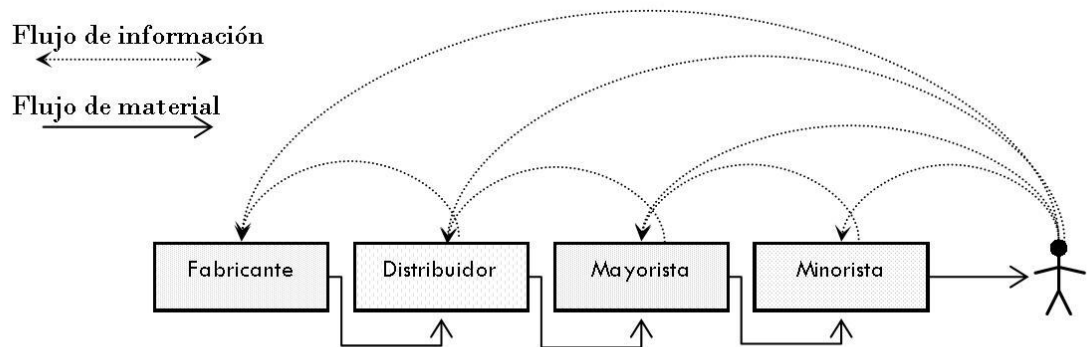 Flujo de información
Flujo de material
Fabricante
Distribuidor
Mayorista
Minorista